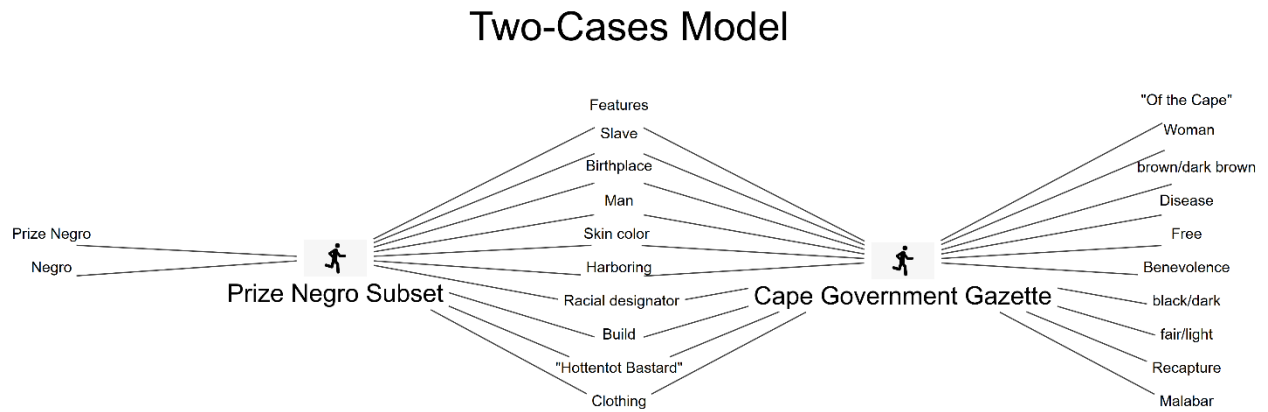 Two-Cases Model
Prize Negro
Negro
Prize Negro Subset
Features
Slave
Birthplace
Man
Skin color
Harboring
Racial designator
Build
"Hottentot Bastard"
Clothing
Cape Government Gazette
"Of the Cape"
Woman
brown/dark brown
Disease
Free
Benevolence
black/dark
fair/light
Recapture
Malabar